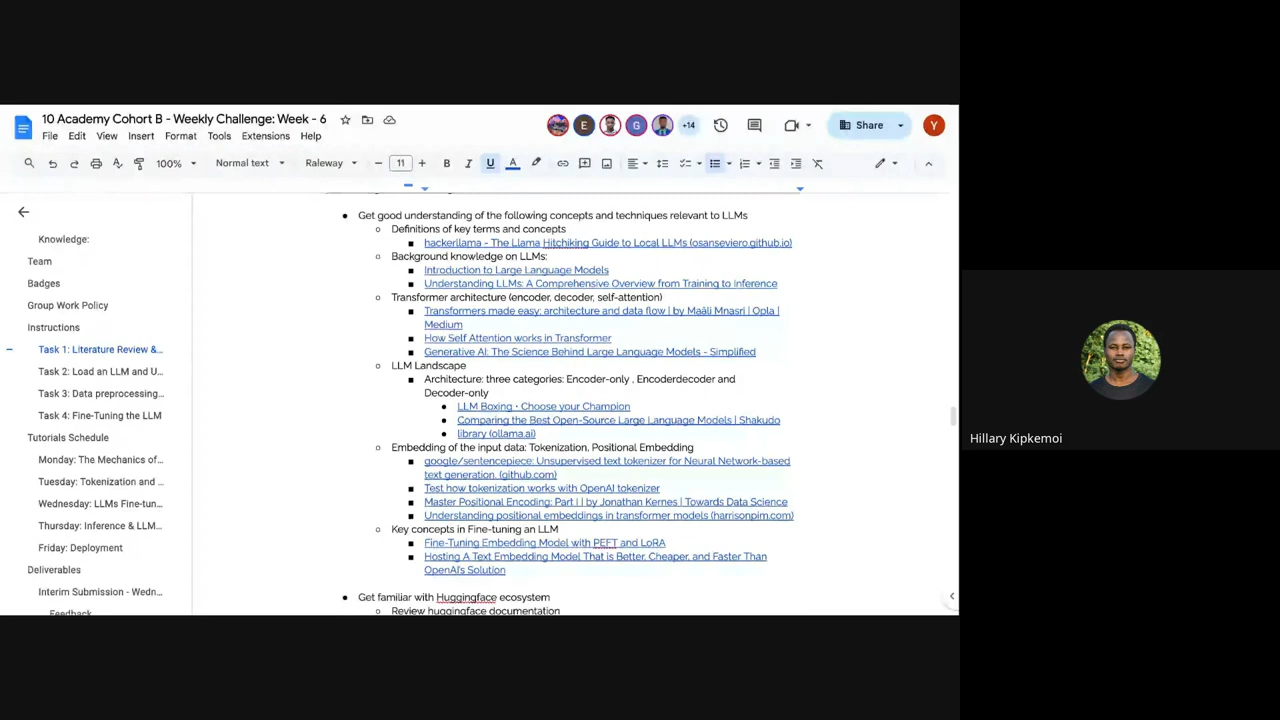 10 Academy Cohort B - Weekly Challenge: Week - 6
File Edit View Insert Format Tools Extensions Help
E
G
+14
Share
Y
100%
Normal text
Raleway
11
B I U A
Knowledge:
Team
Badges
Group Work Policy
Instructions
Task 1: Literature Review &...
Task 2: Load an LLM and U...
Task 3: Data preprocessing...
Task 4: Fine-Tuning the LLM
Tutorials Schedule
Monday: The Mechanics of...
Tuesday: Tokenization and ...
Wednesday: LLMs Fine-tun...
Thursday: Inference & LLM...
Friday: Deployment
Deliverables
Interim Submission - Wedn...
Feedback
Get good understanding of the following concepts and techniques relevant to LLMs
Definitions of key terms and concepts
hackerllama - The Llama Hitchiking Guide to Local LLMs (osanseviero.github.io)
Background knowledge on LLMs:
Introduction to Large Language Models
Understanding LLMs: A Comprehensive Overview from Training to Inference
Transformer architecture (encoder, decoder, self-attention)
Transformers made easy: architecture and data flow | by Maâli Mnasri | Opla |
Medium
How Self Attention works in Transformer
Generative AI: The Science Behind Large Language Models - Simplified
LLM Landscape
Architecture: three categories: Encoder-only , Encoderdecoder and
Decoder-only
LLM Boxing · Choose your Champion
Comparing the Best Open-Source Large Language Models | Shakudo
library (ollama.ai)
Embedding of the input data: Tokenization, Positional Embedding
google/sentencepiece: Unsupervised text tokenizer for Neural Network-based
text generation. (github.com)
Test how tokenization works with OpenAI tokenizer
Master Positional Encoding: Part I | by Jonathan Kernes | Towards Data Science
Understanding positional embeddings in transformer models (harrisonpim.com)
Key concepts in Fine-tuning an LLM
Fine-Tuning Embedding Model with PEFT and LoRA
Hosting A Text Embedding Model That is Better, Cheaper, and Faster Than
OpenAI's Solution
Get familiar with Huggingface ecosystem
Review huggingface documentation
Hillary Kipkemoi